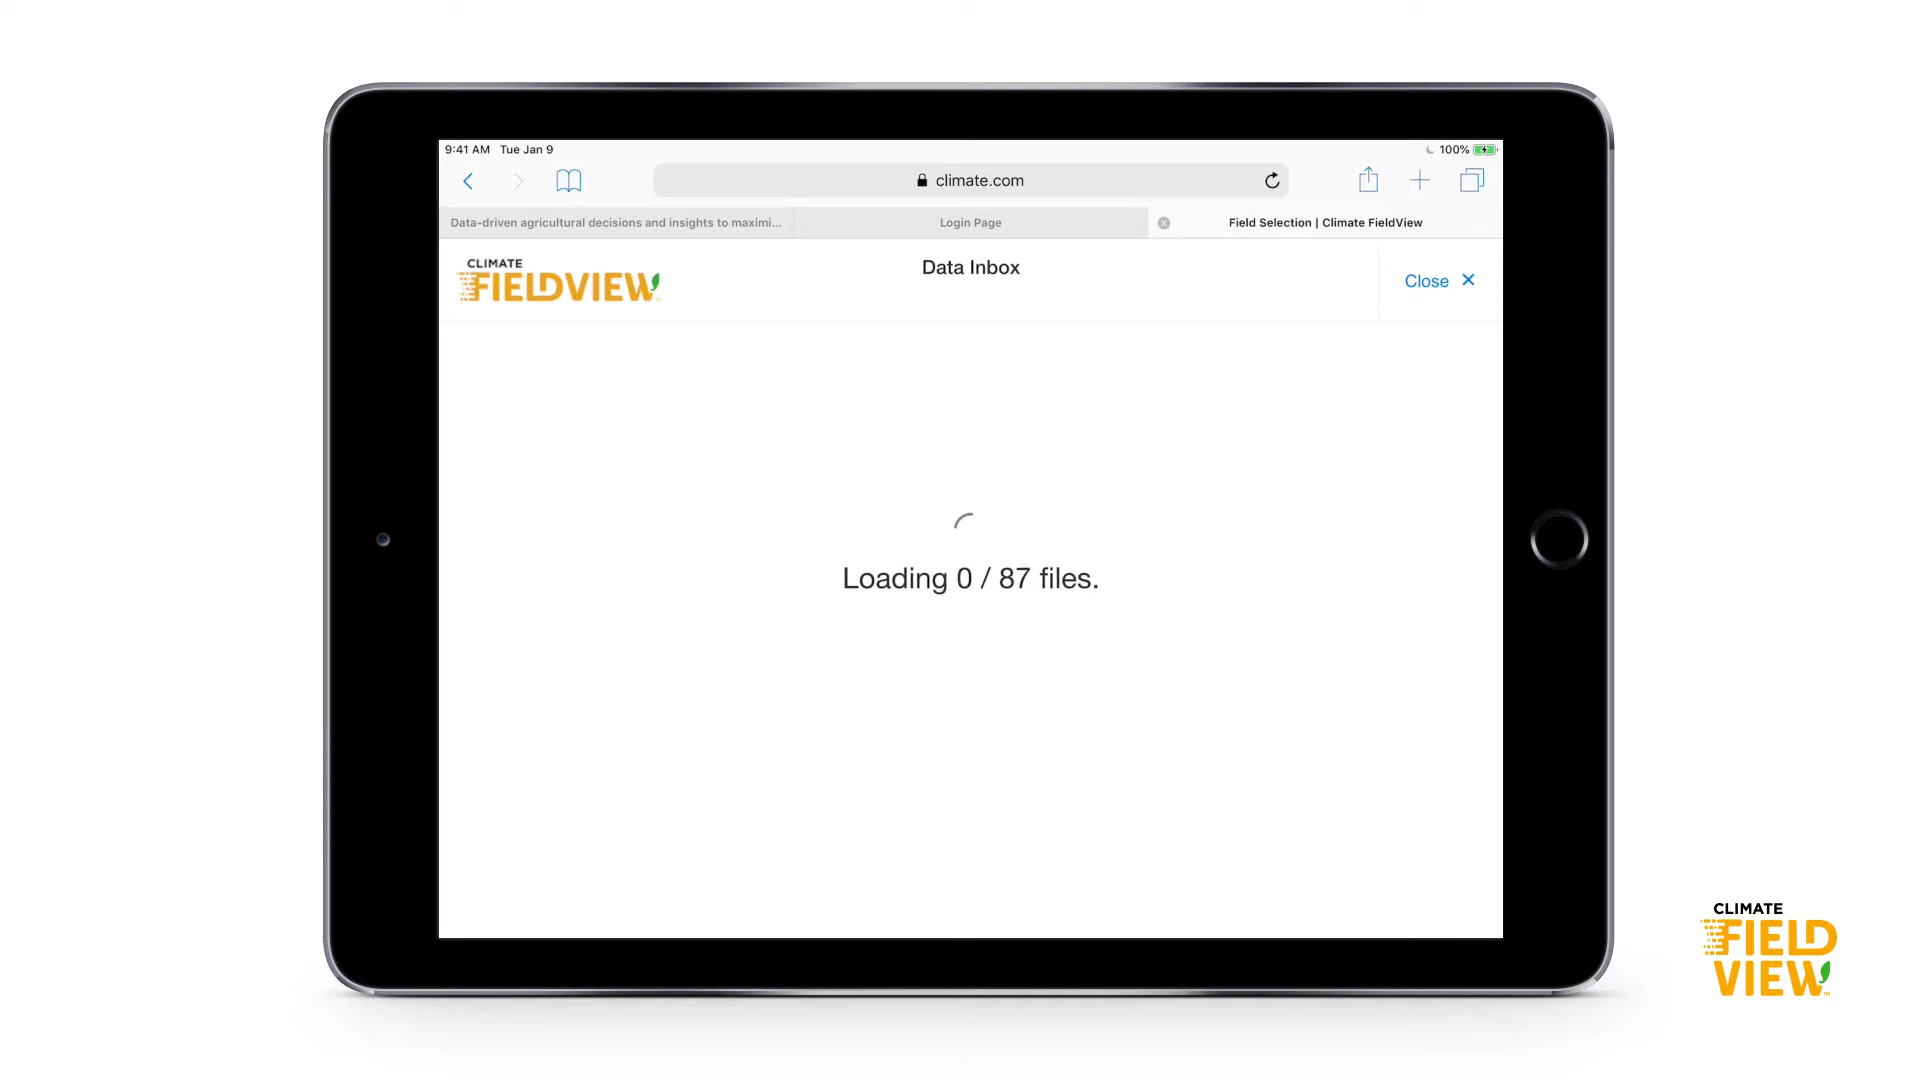 9:41 AM Tue Jan 9
100%
climate.com
Data-driven agricultural decisions and insights to maximi...
Login Page
Field Selection | Climate FieldView
CLIMATE
FIELDVIEW
Data Inbox
Close
Loading 0 / 87 files.
CLIMATE
FIELD
VIEW